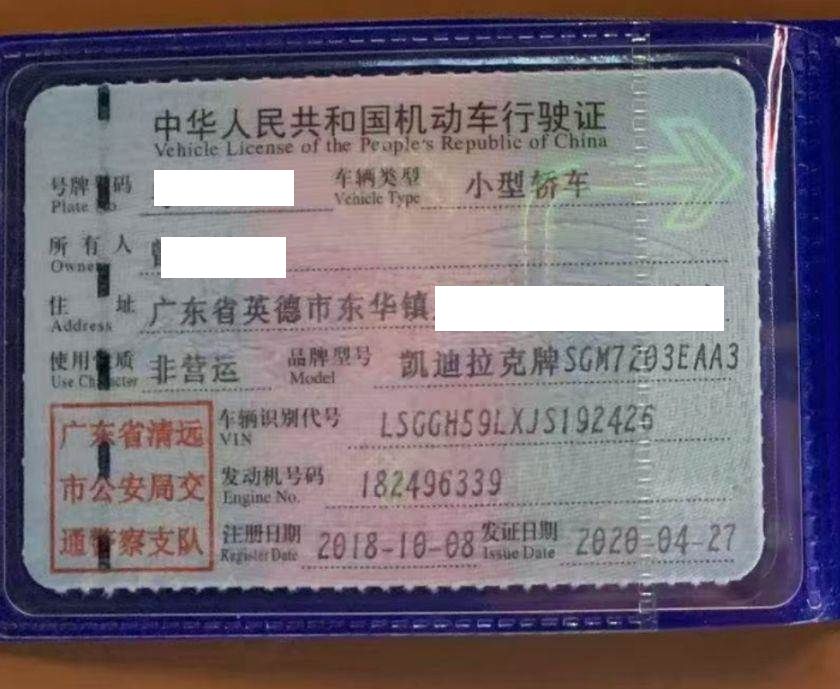 中华人民共和国机动车行驶证
Vehicle License of the People's Republic of China
号牌号码 车辆类型 小型轿车
Plate No. Vehicle Type
所有人
Owner
住址 广东省英德市东华镇
Address
使用性质 非营运 品牌型号 凯迪拉克牌SGM7203EAA3
Use Character Model
广东省清远 车辆识别代号 LSGGH59LXJS192426
VIN
市公安局交 发动机号码 182496339
Engine No.
通警察支队 注册日期 2018-10-08 发证日期 2020-04-27
Register Date Issue Date